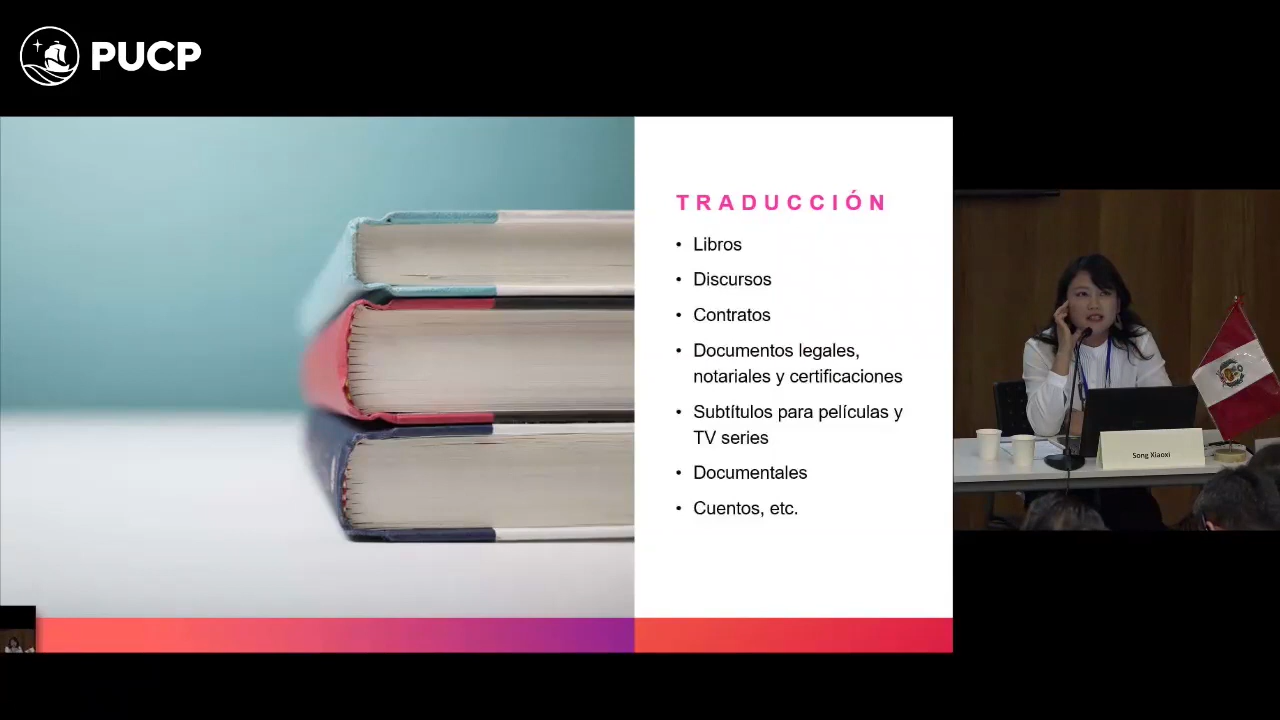 PUCP
TRADUCCIÓN
• Libros
• Discursos
• Contratos
• Documentos legales,
notariales y certificaciones
• Subtítulos para películas y
TV series
• Documentales
• Cuentos, etc.
Song Xiaoxi